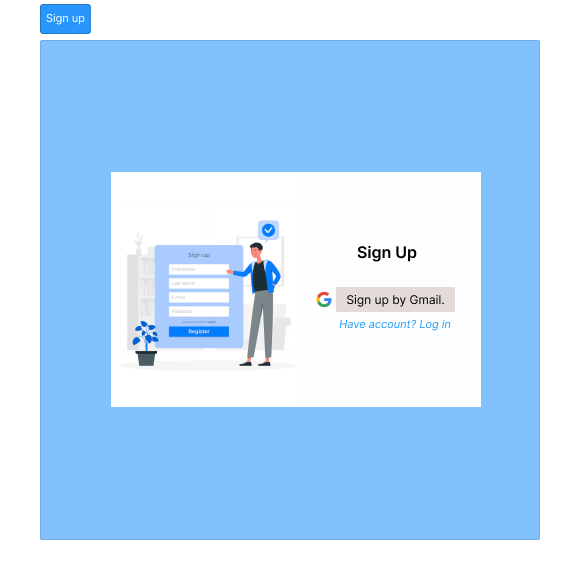 Sign up
Sign Up
Sign up by Gmail.
Have account? Log in
Sign up
First Name
Last Name
E-mail
Password
Register